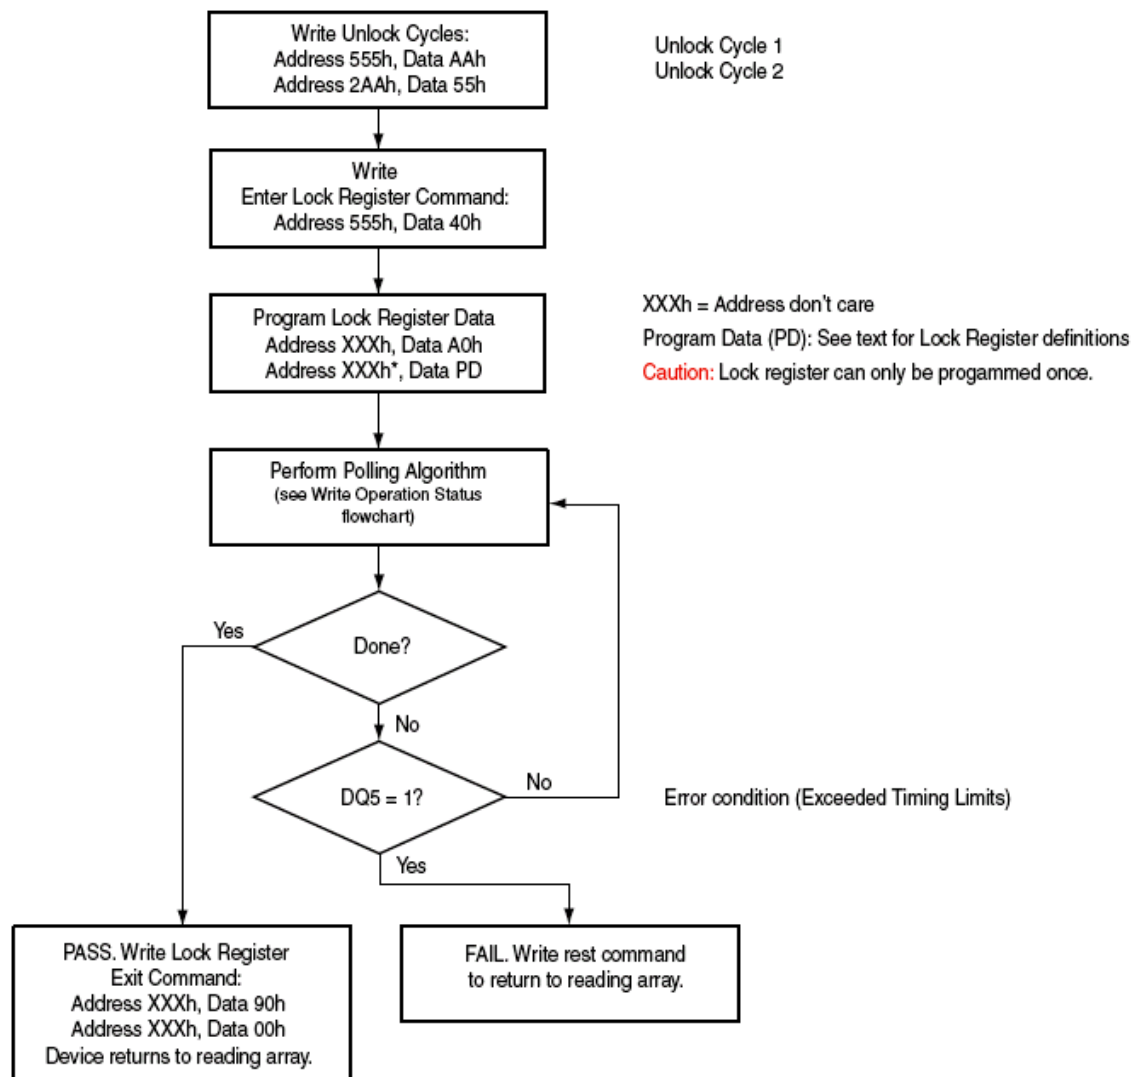 Write Unlock Cycles:
Address 555h, Data AAh
Address 2AAh, Data 55h
Unlock Cycle 1
Unlock Cycle 2
Write
Enter Lock Register Command:
Address 555h, Data 40h
Program Lock Register Data
Address XXXh, Data A0h
Address XXXh*, Data PD
XXXh = Address don't care
Program Data (PD): See text for Lock Register definitions
Caution: Lock register can only be progammed once.
Perform Polling Algorithm
(see Write Operation Status
flowchart)
Yes
Done?
No
DQ5 = 1?
No
Error condition (Exceeded Timing Limits)
Yes
PASS. Write Lock Register
Exit Command:
Address XXXh, Data 90h
Address XXXh, Data 00h
Device returns to reading array.
FAIL. Write rest command
to return to reading array.